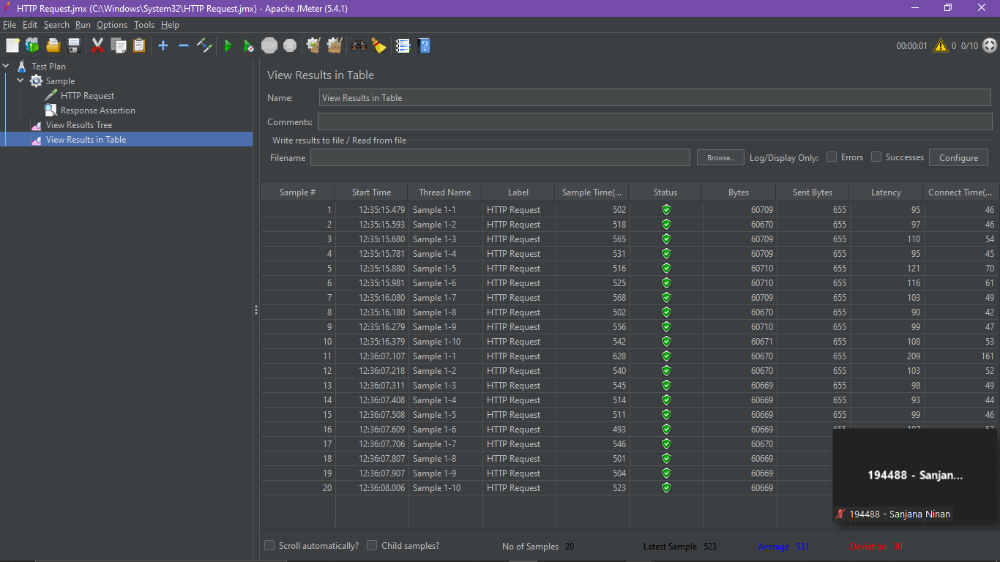 HTTP Request.jmx (C:\Windows\System32\HTTP Request.jmx) - Apache JMeter (5.4.1)
File Edit Search Run Options Tools Help
STOP 00:00:01 0 0/10
Test Plan
Sample
HTTP Request
Response Assertion
View Results Tree
View Results in Table
View Results in Table
Name: View Results in Table
Comments:
Write results to file / Read from file
Filename Browse... Log/Display Only: Errors Successes Configure
Sample # Start Time Thread Name Label Sample Time(... Status Bytes Sent Bytes Latency Connect Time(...
1 12:35:15.479 Sample 1-1 HTTP Request 502 60709 655 95 46
2 12:35:15.593 Sample 1-2 HTTP Request 518 60670 655 97 46
3 12:35:15.680 Sample 1-3 HTTP Request 565 60709 655 110 54
4 12:35:15.781 Sample 1-4 HTTP Request 531 60709 655 95 45
5 12:35:15.880 Sample 1-5 HTTP Request 516 60710 655 121 70
6 12:35:15.981 Sample 1-6 HTTP Request 525 60710 655 116 61
7 12:35:16.080 Sample 1-7 HTTP Request 568 60709 655 103 49
8 12:35:16.180 Sample 1-8 HTTP Request 502 60670 655 90 42
9 12:35:16.279 Sample 1-9 HTTP Request 556 60710 655 99 47
10 12:35:16.379 Sample 1-10 HTTP Request 542 60671 655 108 53
11 12:36:07.107 Sample 1-1 HTTP Request 628 60670 655 209 161
12 12:36:07.218 Sample 1-2 HTTP Request 540 60670 655 103 52
13 12:36:07.311 Sample 1-3 HTTP Request 545 60669 655 98 49
14 12:36:07.408 Sample 1-4 HTTP Request 514 60669 655 93 44
15 12:36:07.508 Sample 1-5 HTTP Request 511 60669 655 99 46
16 12:36:07.609 Sample 1-6 HTTP Request 493 60669
17 12:36:07.706 Sample 1-7 HTTP Request 546 60670
18 12:36:07.807 Sample 1-8 HTTP Request 501 60669
19 12:36:07.907 Sample 1-9 HTTP Request 504 60669
20 12:36:08.006 Sample 1-10 HTTP Request 523 60669
194488 - Sanjan...
194488 - Sanjana Ninan
Scroll automatically? Child samples? No of Samples 20 Latest Sample 523 Average 531 Deviation 30